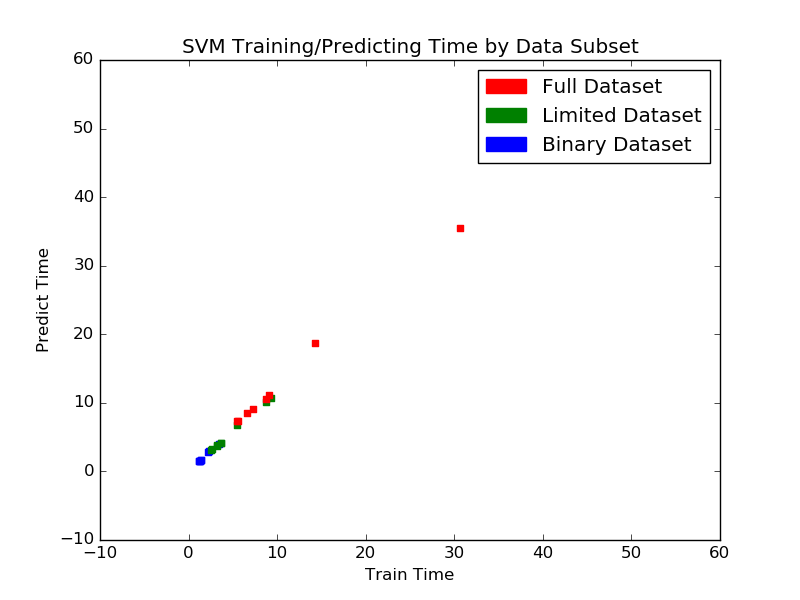 SVM Training/Predicting Time by Data Subset
60
50
40
30
20
10
0
−10
Predict Time
Full Dataset
Limited Dataset
Binary Dataset
−10 0 10 20 30 40 50 60
Train Time